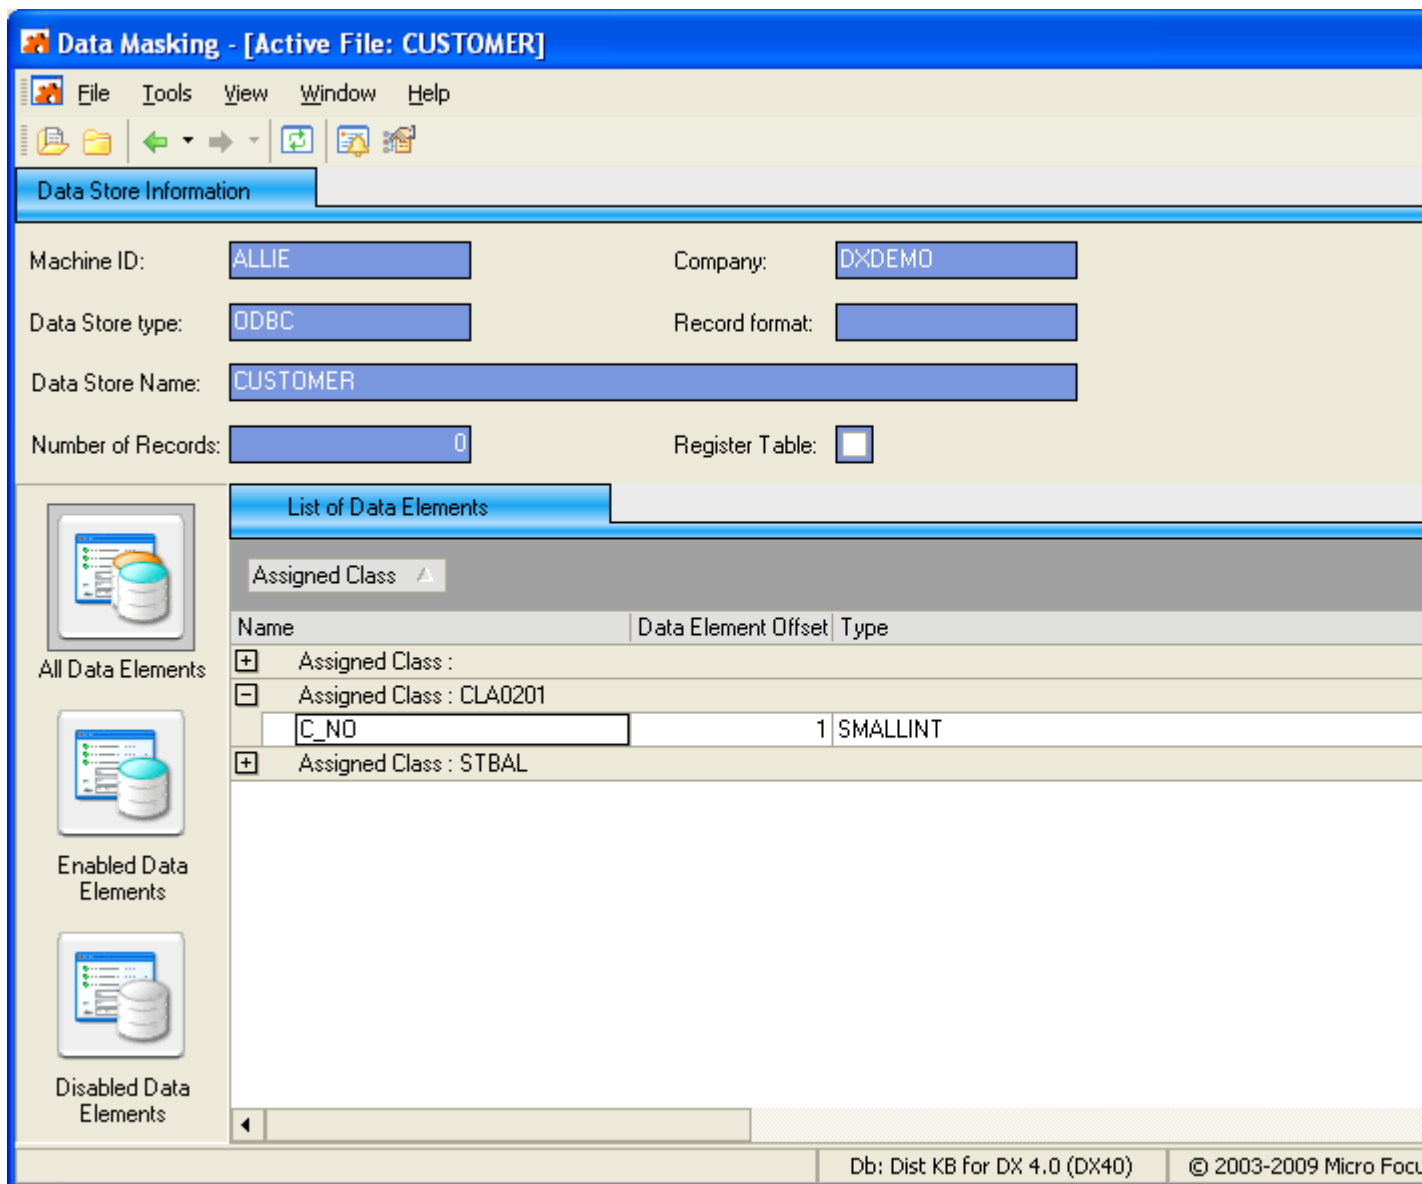 Data Masking - [Active File: CUSTOMER]
File Tools View Window Help
Data Store Information
Machine ID: ALLIE Company: DXDEMO
Data Store type: ODBC Record format:
Data Store Name: CUSTOMER
Number of Records: 0 Register Table:
List of Data Elements
Assigned Class
Name Data Element Offset Type
All Data Elements
Assigned Class :
Assigned Class : CLA0201
C_NO 1 SMALLINT
Assigned Class : STBAL
Enabled Data
Elements
Disabled Data
Elements
Db: Dist KB for DX 4.0 (DX40) © 2003-2009 Micro Focu